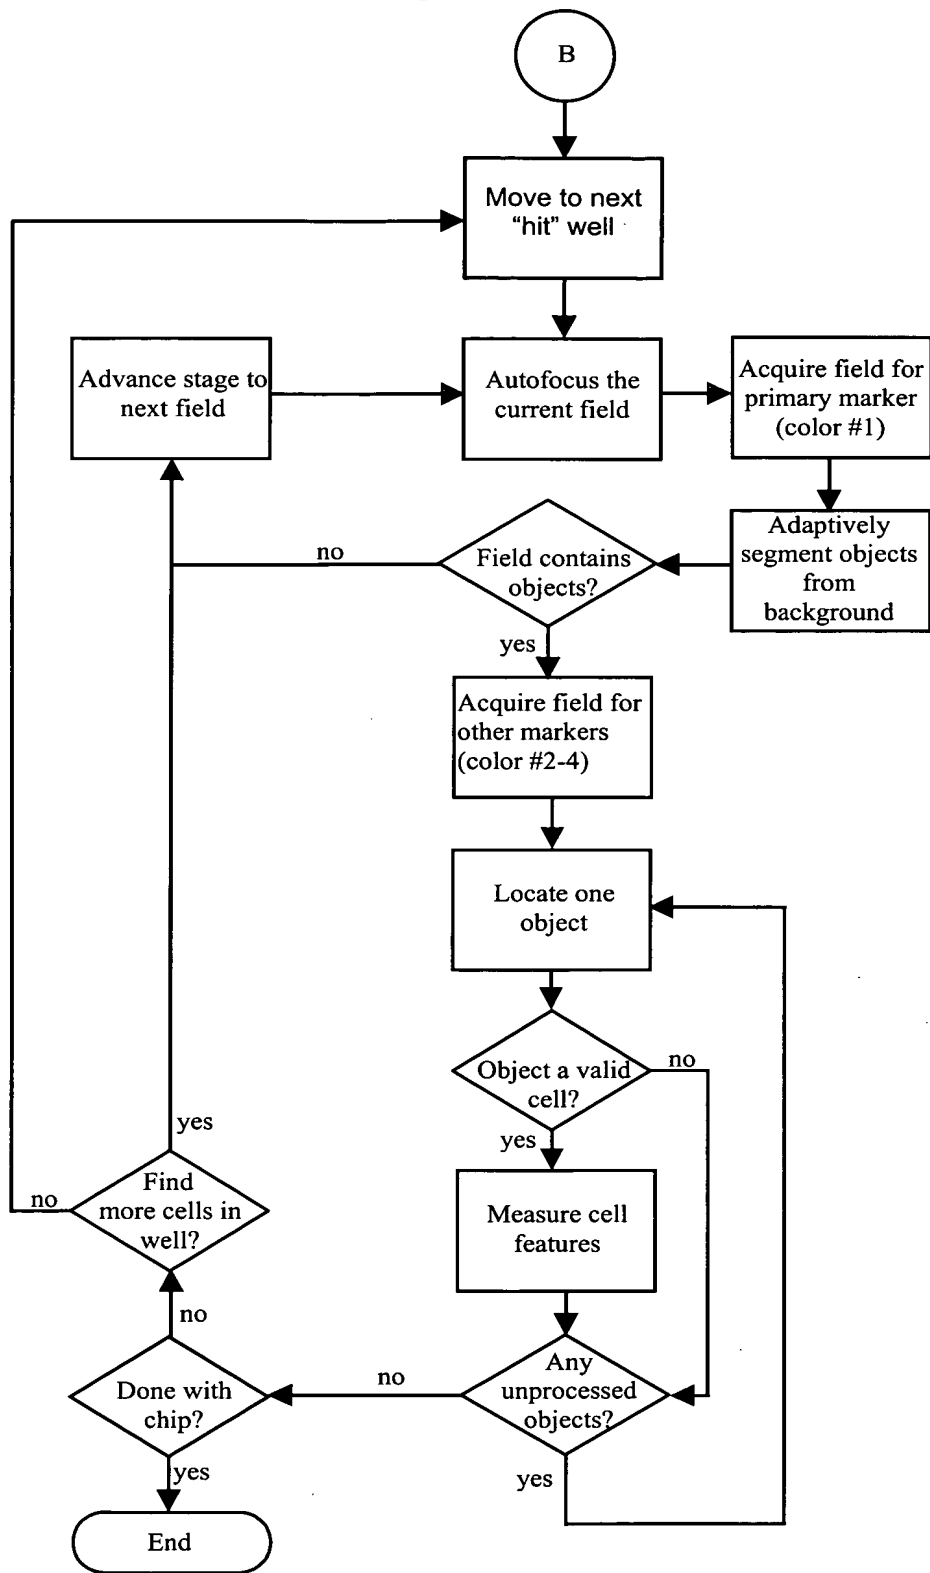 B
Move to next
“hit” well
Advance stage to
next field
Autofocus the
current field
Acquire field for
primary marker
(color #1)
Adaptively
segment objects
from
background
Field contains
objects?
no
yes
Acquire field for
other markers
(color #2-4)
Locate one
object
Object a valid
cell?
no
yes
Measure cell
features
Any
unprocessed
objects?
no
yes
Done with
chip?
no
yes
Find
more cells in
well?
no
yes
End